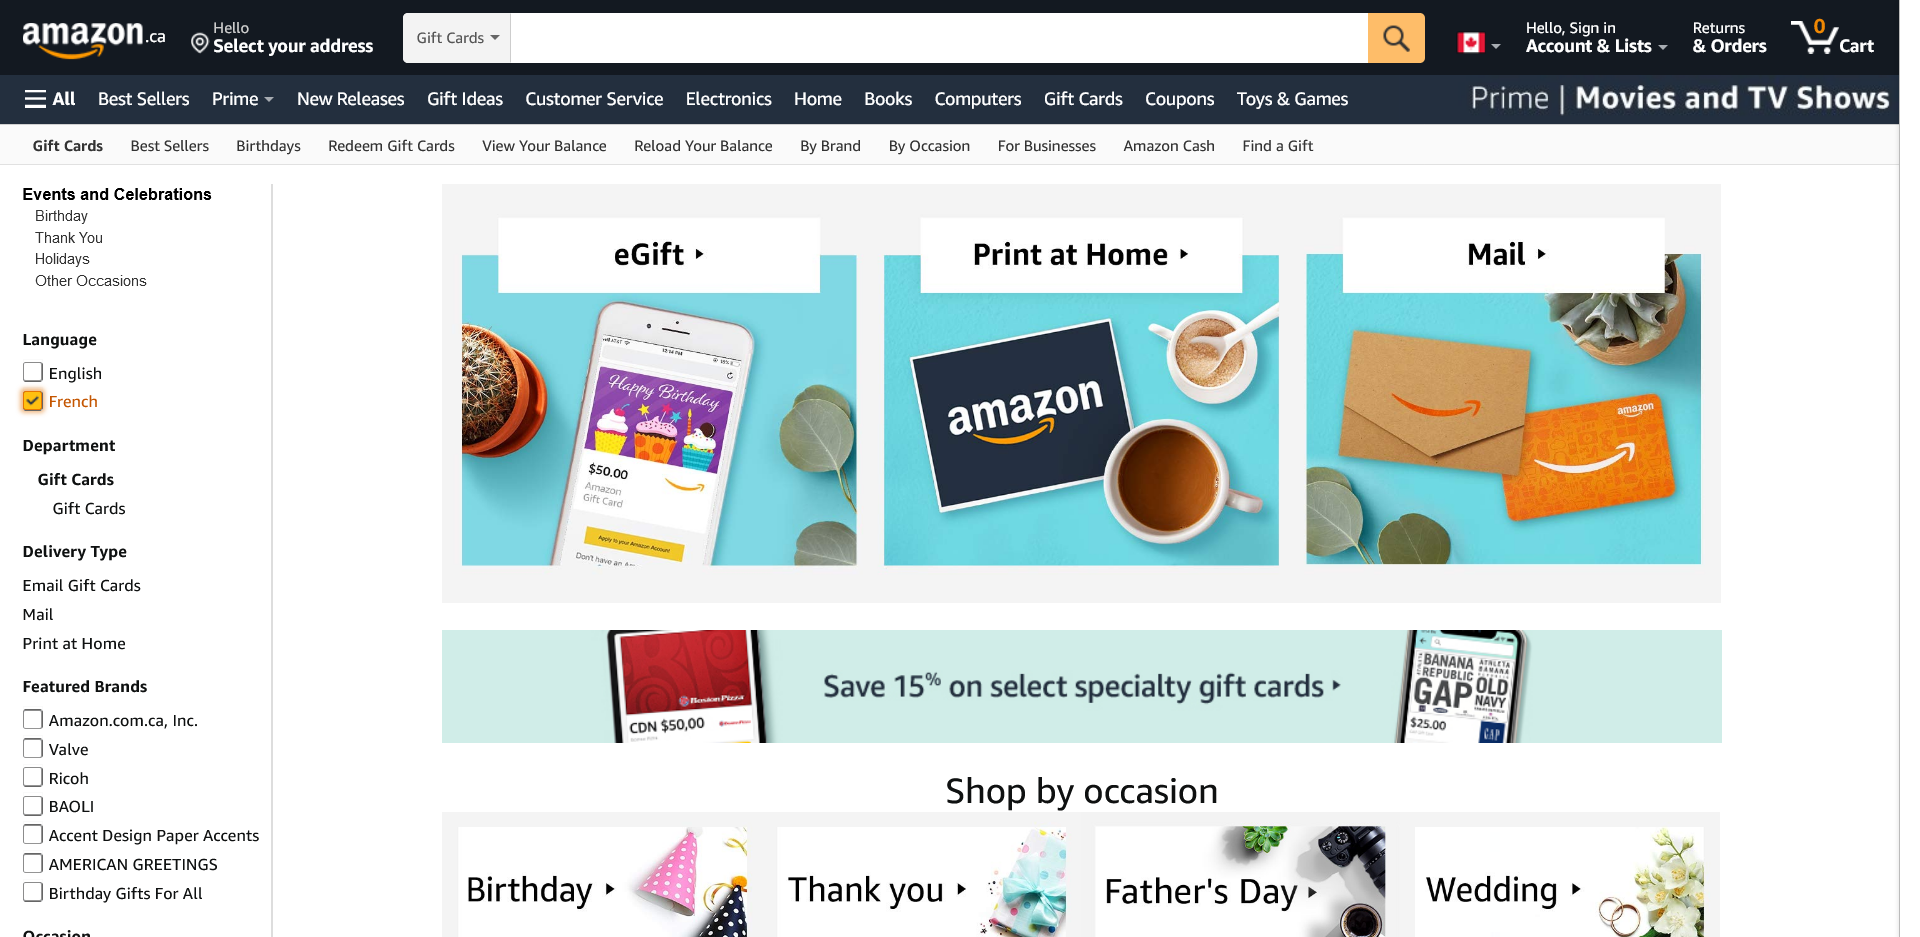 amazon.ca
Hello
Select your address
Gift Cards
Hello, Sign in
Account & Lists
Returns
& Orders
0
Cart
All
Best Sellers
Prime
New Releases
Gift Ideas
Customer Service
Electronics
Home
Books
Computers
Gift Cards
Coupons
Toys & Games
Prime | Movies and TV Shows
Gift Cards
Best Sellers
Birthdays
Redeem Gift Cards
View Your Balance
Reload Your Balance
By Brand
By Occasion
For Businesses
Amazon Cash
Find a Gift
Events and Celebrations
Birthday
Thank You
Holidays
Other Occasions
Language
English
French
Department
Gift Cards
Gift Cards
Delivery Type
Email Gift Cards
Mail
Print at Home
Featured Brands
Amazon.com.ca, Inc.
Valve
Ricoh
BAOLI
Accent Design Paper Accents
AMERICAN GREETINGS
Birthday Gifts For All
Occasion
eGift
12:04 PM
Happy Birthday
$50.00
Amazon
Gift Card
Apply to your Amazon Account
Don't have an
Print at Home
amazon
Mail
amazon
Boston Pizza
CDN $50,00
Save 15% on select specialty gift cards
BANANA
REPUBLIC
GAP
ATHLETA
BANANA
REPUBLIC
OLD
NAVY
$25.00
GAP
Shop by occasion
Birthday
Thank you
Father's Day
Wedding